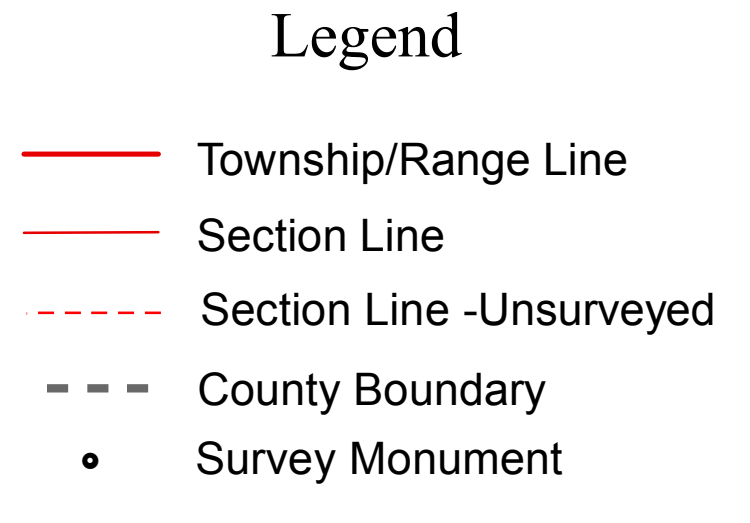 Legend
Township/Range Line
Section Line
Section Line -Unsurveyed
County Boundary
Survey Monument